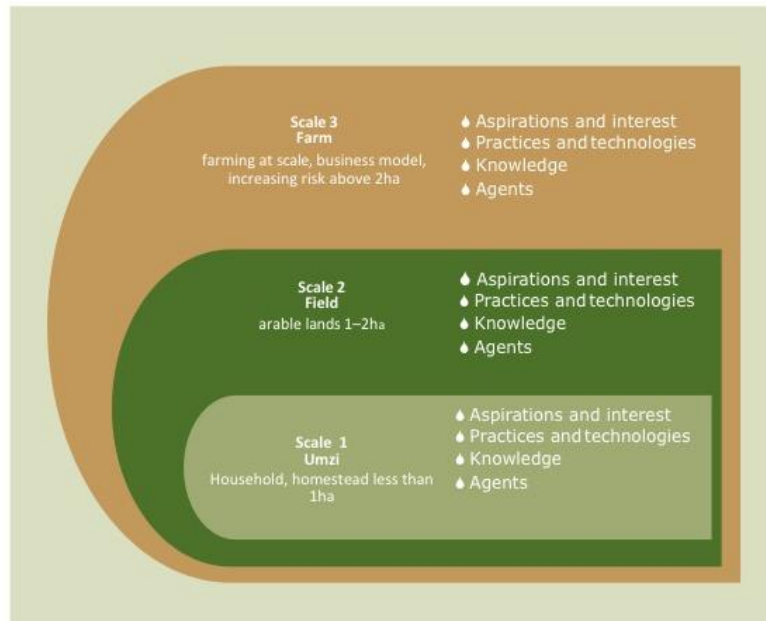 Scale 3
Farm
farming at scale, business model,
increasing risk above 2ha
Aspirations and interest
Practices and technologies
Knowledge
Agents
Scale 2
Field
arable lands 1–2ha
Aspirations and interest
Practices and technologies
Knowledge
Agents
Scale 1
Umzi
Household, homestead less than
1ha
Aspirations and interest
Practices and technologies
Knowledge
Agents